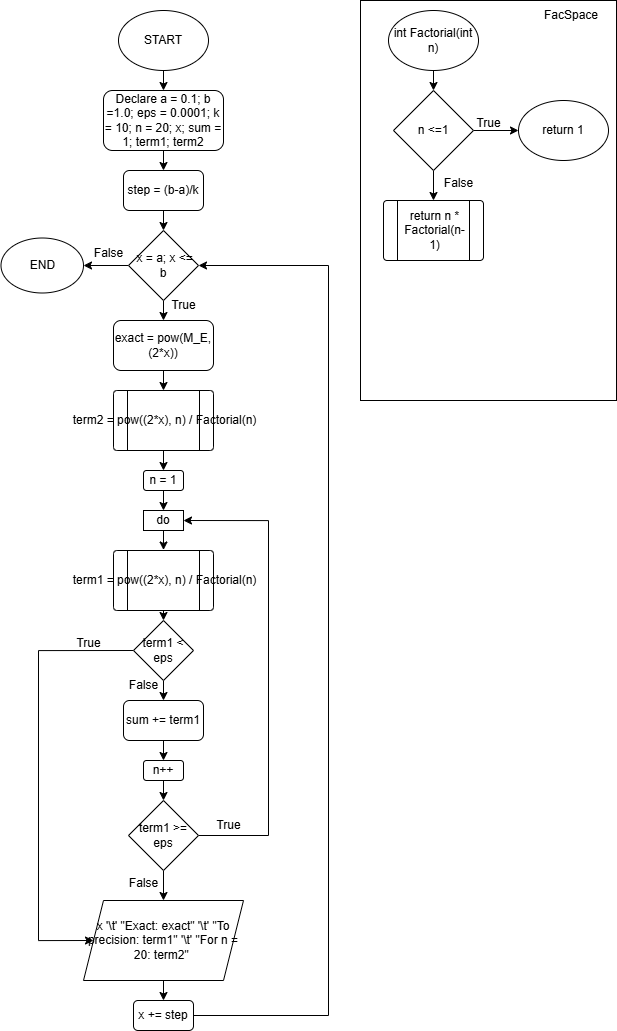 START
Declare a = 0.1; b
=1.0; eps = 0.0001; k
= 10; n = 20; x; sum =
1; term1; term2
step = (b-a)/k
x = a; x <=
b
False
END
True
exact = pow(M_E,
(2*x))
term2 = pow((2*x), n) / Factorial(n)
n = 1
do
term1 = pow((2*x), n) / Factorial(n)
term1 <
eps
True
False
sum += term1
n++
term1 >=
eps
True
False
x '\t' "Exact: exact" '\t' "To
precision: term1" '\t' "For n =
20: term2"
x += step
FacSpace
int Factorial(int
n)
n <=1
True
return 1
False
return n *
Factorial(n-
1)